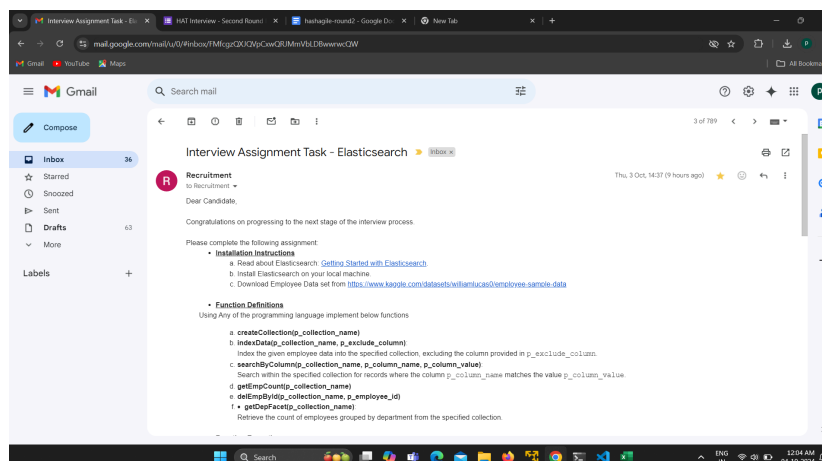 Interview Assignment Task - Ela
HAT Interview - Second Round
hashagile-round2 - Google Do
New Tab
mail.google.com/mail/u/0/#inbox/FMfcgzQXJQVpCxwQRJMmVbLDBwwrwcQW
Gmail YouTube Maps All Bookma
Gmail
Search mail
Compose
3 of 789
Inbox 36
Starred
Snoozed
Sent
Drafts 63
More
Labels
Interview Assignment Task - Elasticsearch Inbox x
R
Recruitment
Thu, 3 Oct, 14:37 (9 hours ago)
to Recruitment
Dear Candidate,
Congratulations on progressing to the next stage of the interview process.
Please complete the following assignment:
• Installation Instructions
a. Read about Elasticsearch: Getting Started with Elasticsearch.
b. Install Elasticsearch on your local machine.
c. Download Employee Data set from https://www.kaggle.com/datasets/williamlucas0/employee-sample-data
• Function Definitions
Using Any of the programming language implement below functions
a. createCollection(p_collection_name)
b. indexData(p_collection_name, p_exclude_column):
Index the given employee data into the specified collection, excluding the column provided in p_exclude_column.
c. searchByColumn(p_collection_name, p_column_name, p_column_value):
Search within the specified collection for records where the column p_column_name matches the value p_column_value.
d. getEmpCount(p_collection_name)
e. delEmpById(p_collection_name, p_employee_id)
f. • getDepFacet(p_collection_name):
Retrieve the count of employees grouped by department from the specified collection.
Search
ENG
IN
12:04 AM